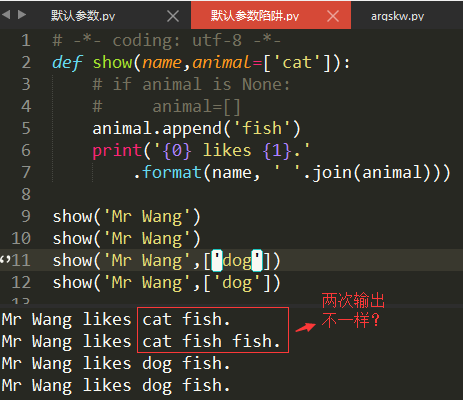 默认参数.py
默认参数陷阱.py
argskw.py
1 # -*- coding: utf-8 -*-
2 def show(name,animal=['cat']):
3 # if animal is None:
4 #     animal=[]
5 animal.append('fish')
6 print('{0} likes {1}.'
7 .format(name, ' '.join(animal)))
8
9 show('Mr Wang')
10 show('Mr Wang')
11 show('Mr Wang',['dog'])
12 show('Mr Wang',['dog'])
13
Mr Wang likes cat fish.
Mr Wang likes cat fish fish.
Mr Wang likes dog fish.
Mr Wang likes dog fish.
两次输出
不一样?